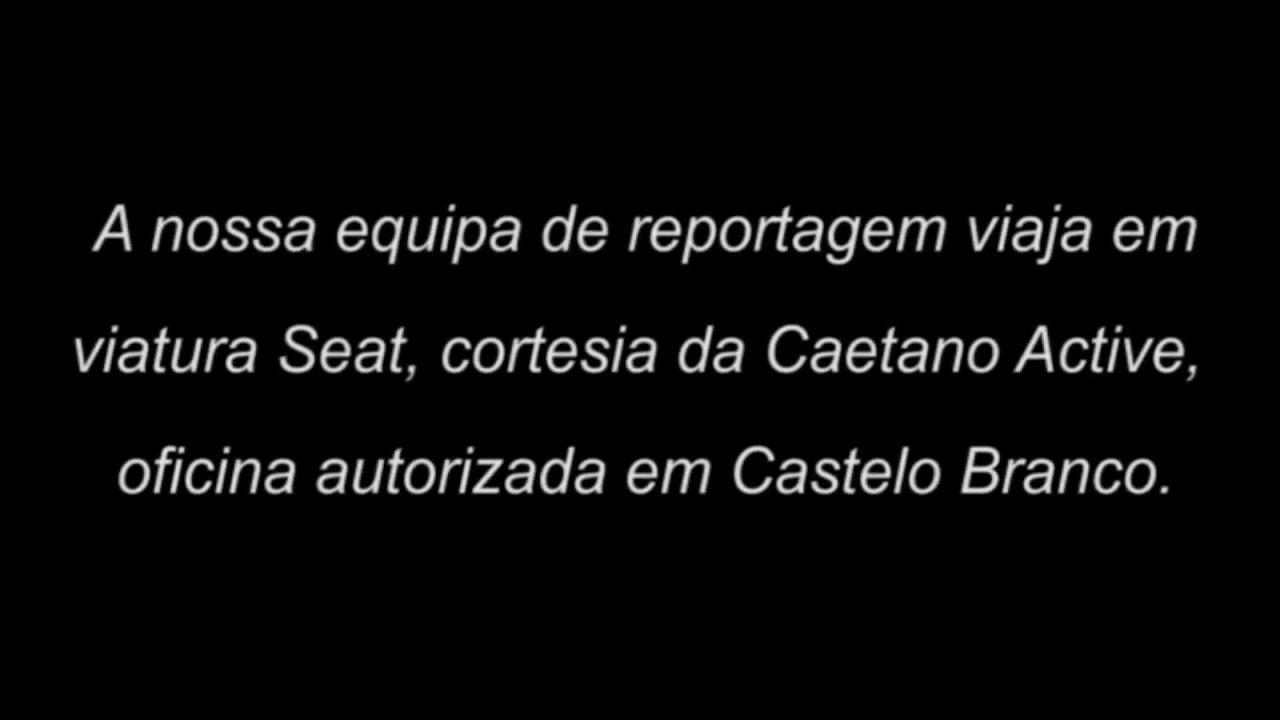 A nossa equipa de reportagem viaja em
viatura Seat, cortesia da Caetano Active,
oficina autorizada em Castelo Branco.